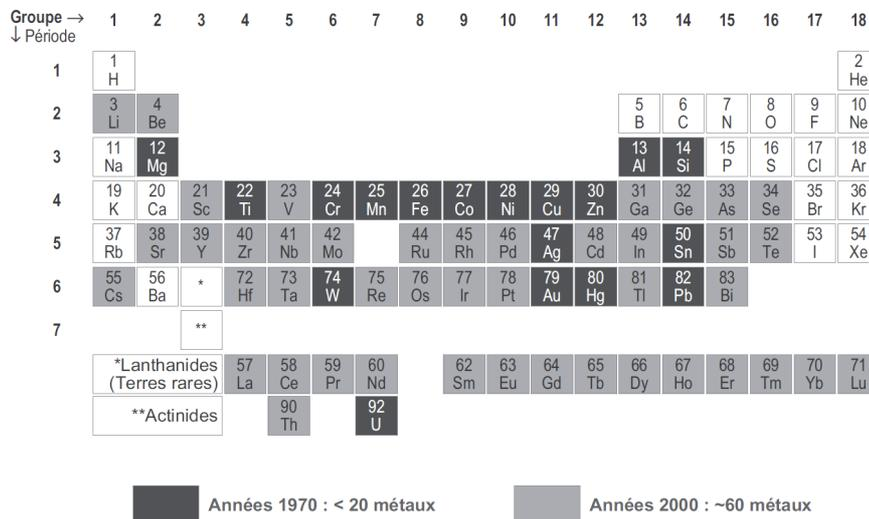 Groupe → 1 2 3 4 5 6 7 8 9 10 11 12 13 14 15 16 17 18
↓ Période
1 1 2
H He
2 3 4 5 6 7 8 9 10
Li Be B C N O F Ne
3 11 12 13 14 15 16 17 18
Na Mg Al Si P S Cl Ar
4 19 20 21 22 23 24 25 26 27 28 29 30 31 32 33 34 35 36
K Ca Sc Ti V Cr Mn Fe Co Ni Cu Zn Ga Ge As Se Br Kr
5 37 38 39 40 41 42 44 45 46 47 48 49 50 51 52 53 54
Rb Sr Y Zr Nb Mo Ru Rh Pd Ag Cd In Sn Sb Te I Xe
6 55 56 * 72 73 74 75 76 77 78 79 80 81 82 83
Cs Ba Hf Ta W Re Os Ir Pt Au Hg Tl Pb Bi
7 **
*Lanthanides 57 58 59 60 62 63 64 65 66 67 68 69 70 71
(Terres rares) La Ce Pr Nd Sm Eu Gd Tb Dy Ho Er Tm Yb Lu
**Actinides 90 92
Th U
Années 1970 : < 20 métaux
Années 2000 : ~60 métaux